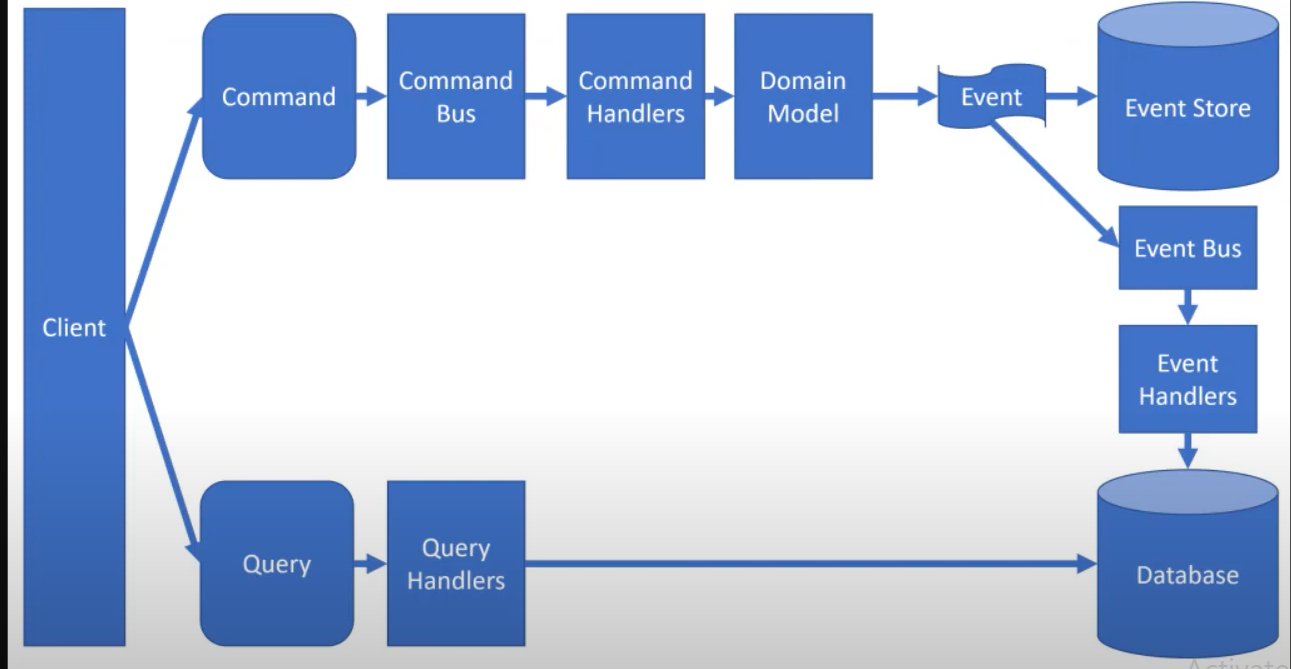 Client
Command
Command
Bus
Command
Handlers
Domain
Model
Event
Event Store
Event Bus
Event
Handlers
Query
Query
Handlers
Database
Activate